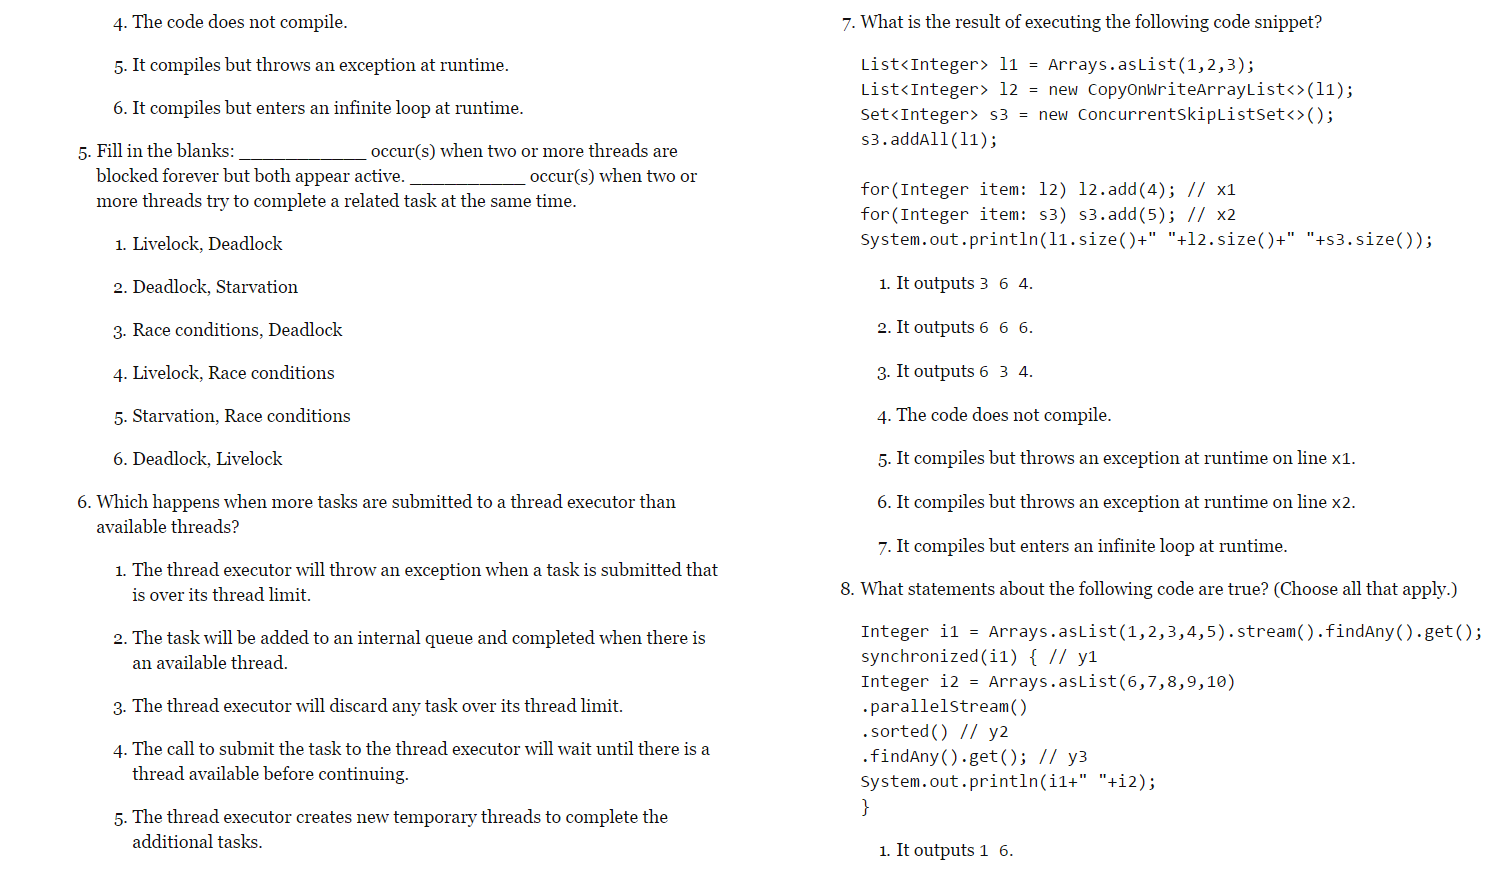 4. The code does not compile.
5. It compiles but throws an exception at runtime.
6. It compiles but enters an infinite loop at runtime.
5. Fill in the blanks: ____________ occur(s) when two or more threads are
blocked forever but both appear active. ___________ occur(s) when two or
more threads try to complete a related task at the same time.
1. Livelock, Deadlock
2. Deadlock, Starvation
3. Race conditions, Deadlock
4. Livelock, Race conditions
5. Starvation, Race conditions
6. Deadlock, Livelock
6. Which happens when more tasks are submitted to a thread executor than
available threads?
1. The thread executor will throw an exception when a task is submitted that
is over its thread limit.
2. The task will be added to an internal queue and completed when there is
an available thread.
3. The thread executor will discard any task over its thread limit.
4. The call to submit the task to the thread executor will wait until there is a
thread available before continuing.
5. The thread executor creates new temporary threads to complete the
additional tasks.
7. What is the result of executing the following code snippet?
List<Integer> l1 = Arrays.asList(1,2,3);
List<Integer> l2 = new CopyOnWriteArrayList<>(l1);
Set<Integer> s3 = new ConcurrentSkipListSet<>();
s3.addAll(l1);
for(Integer item: l2) l2.add(4); // x1
for(Integer item: s3) s3.add(5); // x2
System.out.println(l1.size()+" "+l2.size()+" "+s3.size());
1. It outputs 3 6 4.
2. It outputs 6 6 6.
3. It outputs 6 3 4.
4. The code does not compile.
5. It compiles but throws an exception at runtime on line x1.
6. It compiles but throws an exception at runtime on line x2.
7. It compiles but enters an infinite loop at runtime.
8. What statements about the following code are true? (Choose all that apply.)
Integer i1 = Arrays.asList(1,2,3,4,5).stream().findAny().get();
synchronized(i1) { // y1
Integer i2 = Arrays.asList(6,7,8,9,10)
.parallelStream()
.sorted() // y2
.findAny().get(); // y3
System.out.println(i1+" "+i2);
}
1. It outputs 1 6.